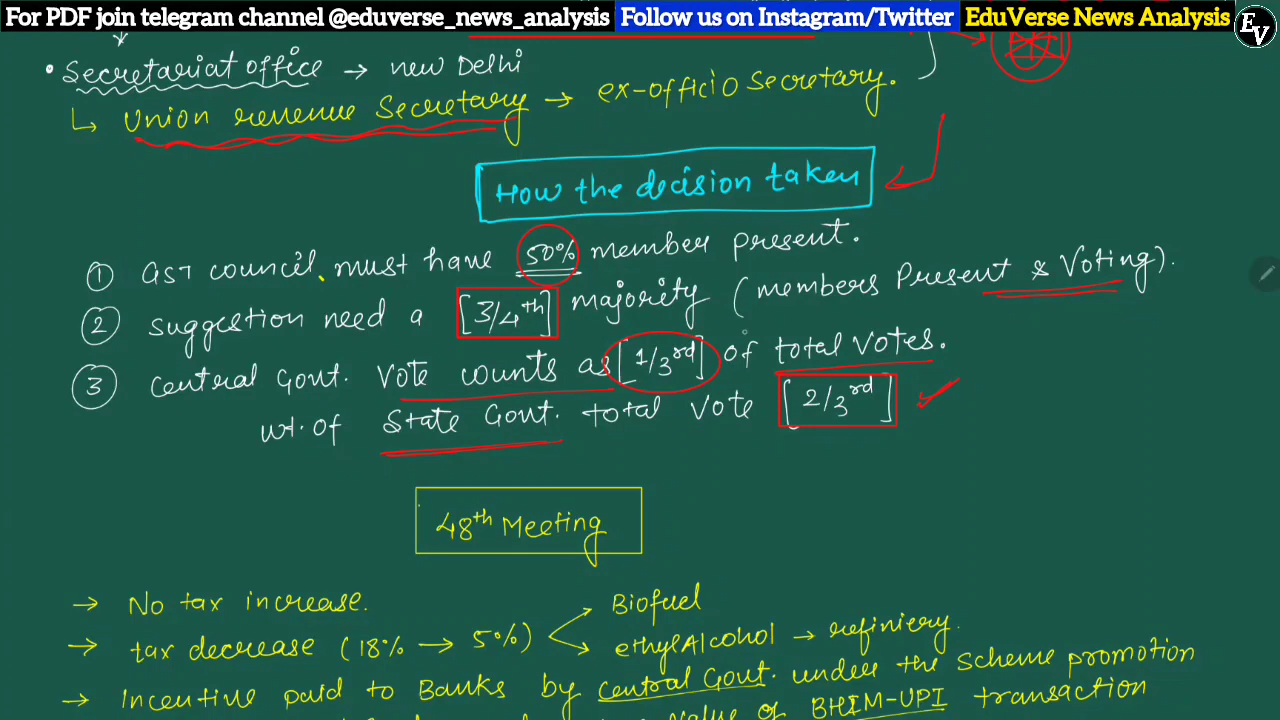 For PDF join telegram channel @eduverse_news_analysis Follow us on Instagram/Twitter EduVerse News Analysis EV
• Secretariat office → new Delhi
↳ Union revenue Secretary → ex-officio Secretary.
How the decision taken
① GST council, must have 50% member present.
② suggestion need a [3/4th] majority (members Present & Voting).
③ Central Govt. Vote counts as [1/3rd] of total Votes.
wt. of State Govt. total Vote [2/3rd] ✓
48th Meeting
→ No tax increase.
→ tax decrease (18% → 5%) Biofuel
ethyl Alcohol → refiniery.
→ Incentive paid to Banks by Central Govt. under the Scheme promotion
value of BHIM-UPI transaction